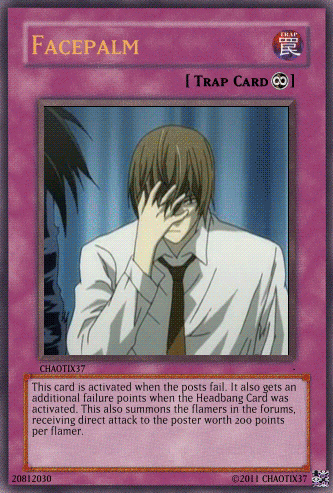 Facepalm
TRAP
罠
[ Trap Card ]
CHAOTIX37
This card is activated when the posts fail. It also gets an
additional failure points when the Headbang Card was
activated. This also summons the flamers in the forums,
receiving direct attack to the poster worth 200 points
per flamer.
20812030
©2011 CHAOTIX37